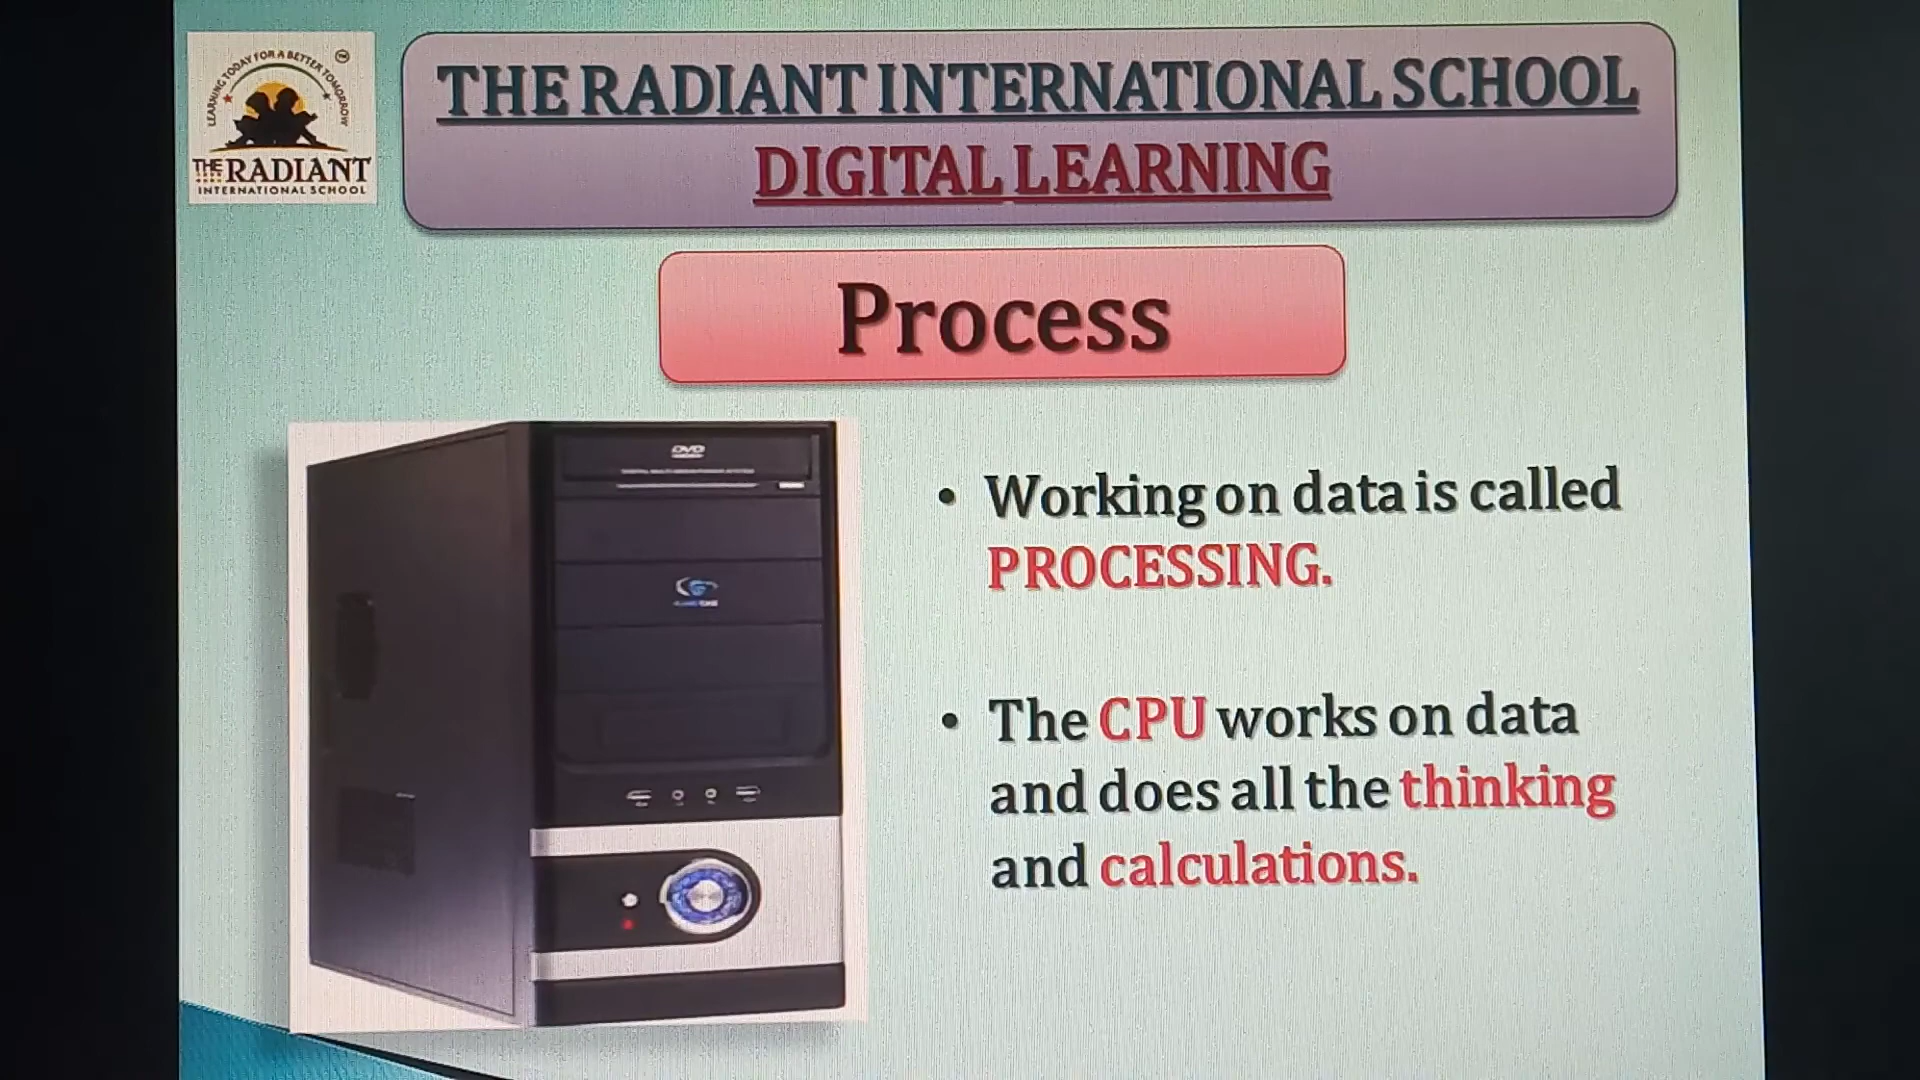 LEARNING TODAY FOR A BETTER TOMORROW
THE RADIANT
INTERNATIONAL SCHOOL
THE RADIANT INTERNATIONAL SCHOOL
DIGITAL LEARNING
Process
DVD
• Working on data is called
PROCESSING.
• The CPU works on data
and does all the thinking
and calculations.